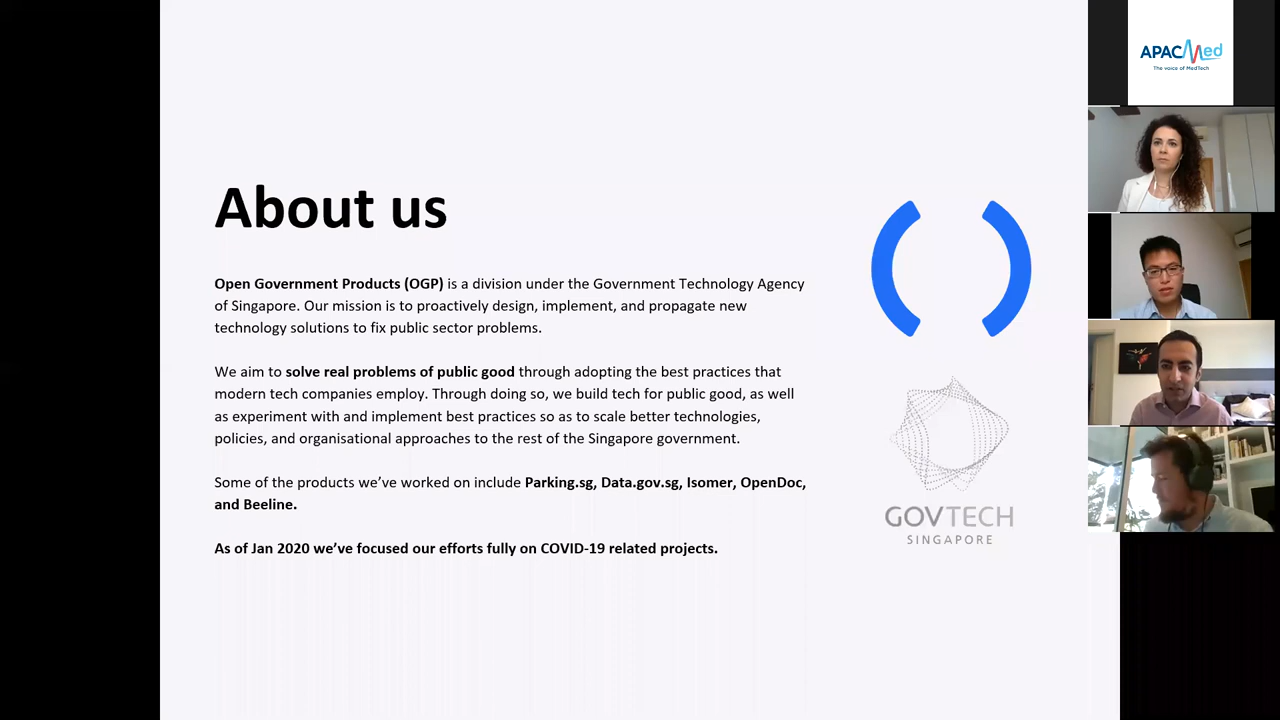 About us
Open Government Products (OGP) is a division under the Government Technology Agency
of Singapore. Our mission is to proactively design, implement, and propagate new
technology solutions to fix public sector problems.
We aim to solve real problems of public good through adopting the best practices that
modern tech companies employ. Through doing so, we build tech for public good, as well
as experiment with and implement best practices so as to scale better technologies,
policies, and organisational approaches to the rest of the Singapore government.
Some of the products we’ve worked on include Parking.sg, Data.gov.sg, Isomer, OpenDoc,
and Beeline.
As of Jan 2020 we’ve focused our efforts fully on COVID-19 related projects.
GOVTECH
SINGAPORE
APACMed
The voice of MedTech